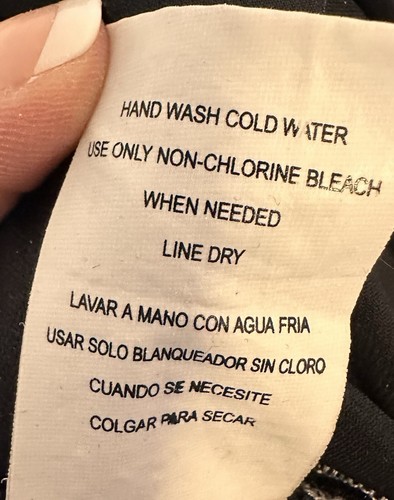 HAND WASH COLD WATER
USE ONLY NON-CHLORINE BLEACH
WHEN NEEDED
LINE DRY
LAVAR A MANO CON AGUA FRIA
USAR SOLO BLANQUEADOR SIN CLORO
CUANDO SE NECESITE
COLGAR PARA SECAR